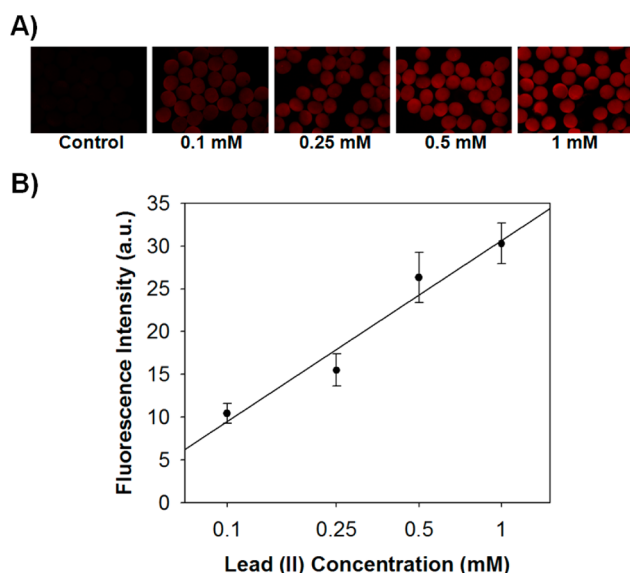 A)
Control 0.1 mM 0.25 mM 0.5 mM 1 mM
B)
Fluorescence Intensity (a.u.)
35
30
25
20
15
10
5
0
0.1 0.25 0.5 1
Lead (II) Concentration (mM)